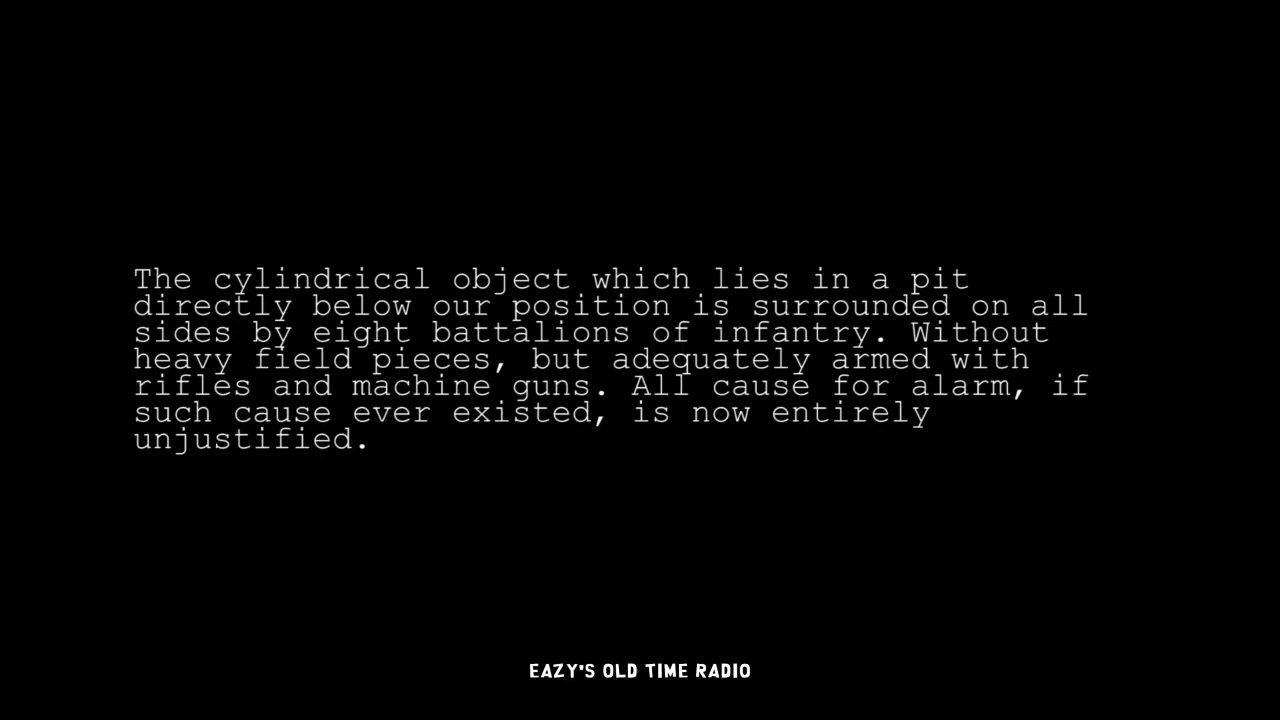 The cylindrical object which lies in a pit
directly below our position is surrounded on all
sides by eight battalions of infantry. Without
heavy field pieces, but adequately armed with
rifles and machine guns. All cause for alarm, if
such cause ever existed, is now entirely
unjustified.
EAZY'S OLD TIME RADIO